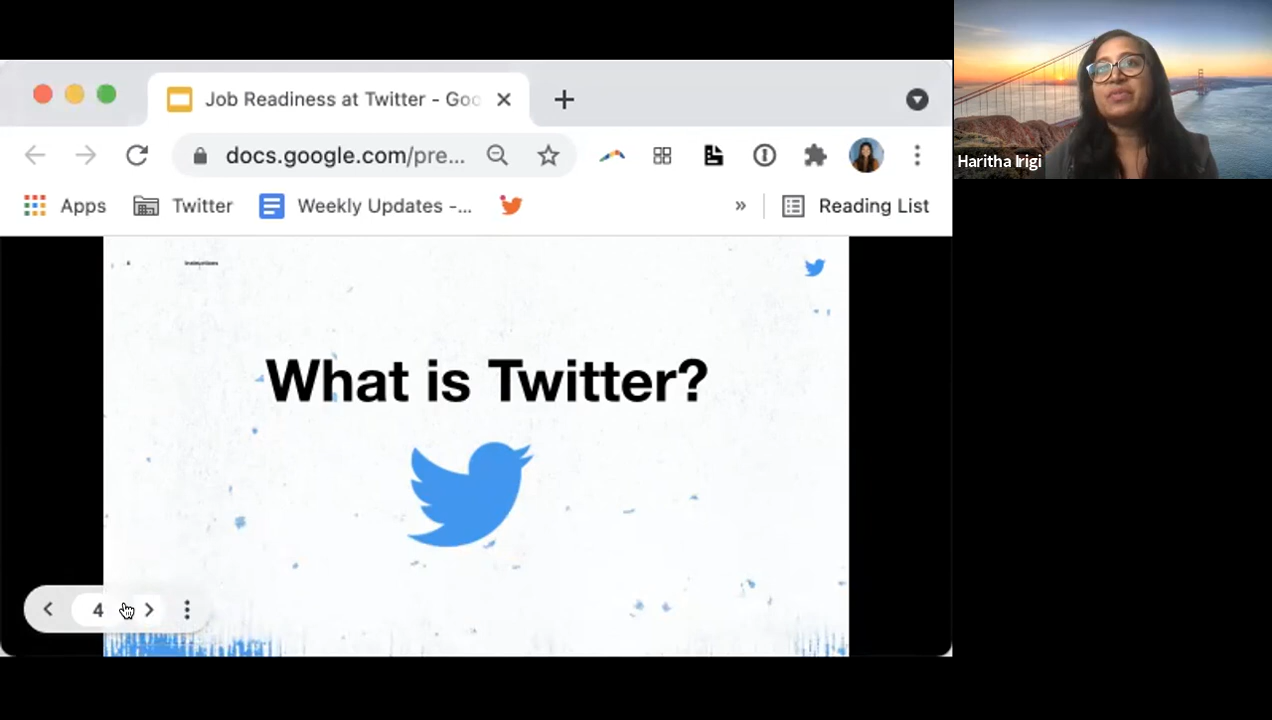 Job Readiness at Twitter - Goo
docs.google.com/pre...
Apps
Twitter
Weekly Updates -...
Reading List
Haritha Irigi
What is Twitter?
4